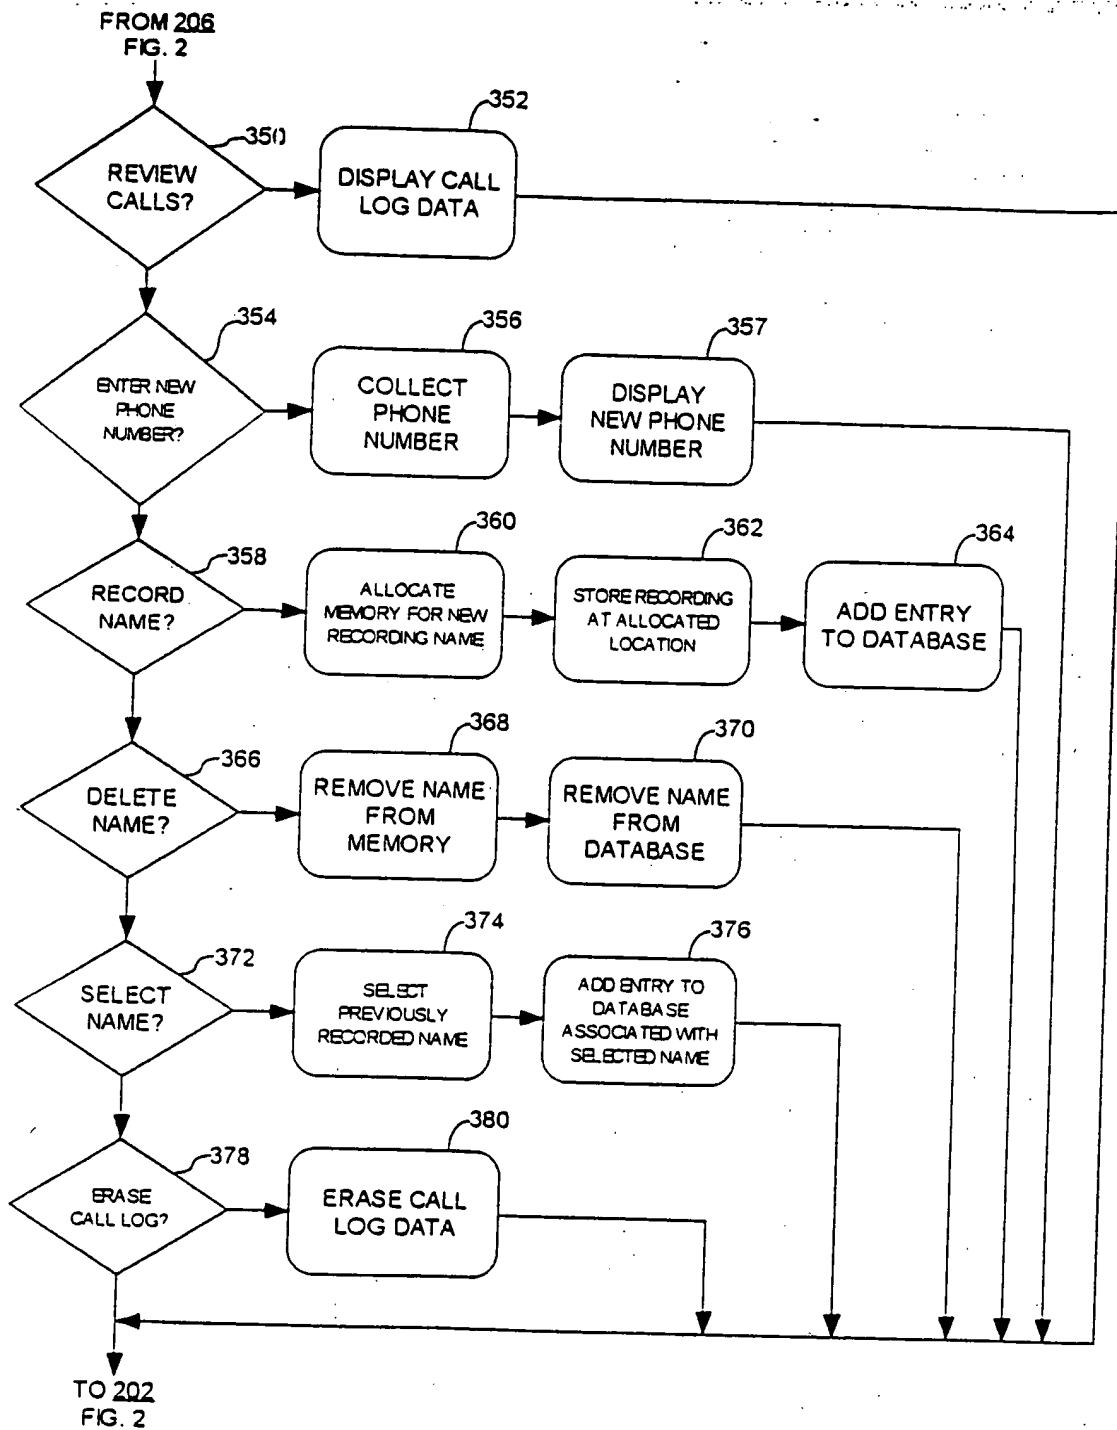 FROM 206
FIG. 2
350
REVIEW
CALLS?
352
DISPLAY CALL
LOG DATA
354
ENTER NEW
PHONE
NUMBER?
356
COLLECT
PHONE
NUMBER
357
DISPLAY
NEW PHONE
NUMBER
358
RECORD
NAME?
360
ALLOCATE
MEMORY FOR NEW
RECORDING NAME
362
STORE RECORDING
AT ALLOCATED
LOCATION
364
ADD ENTRY
TO DATABASE
366
DELETE
NAME?
368
REMOVE NAME
FROM
MEMORY
370
REMOVE NAME
FROM
DATABASE
372
SELECT
NAME?
374
SELECT
PREVIOUSLY
RECORDED NAME
376
ADD ENTRY TO
DATABASE
ASSOCIATED WITH
SELECTED NAME
378
ERASE
CALL LOG?
380
ERASE CALL
LOG DATA
TO 202
FIG. 2